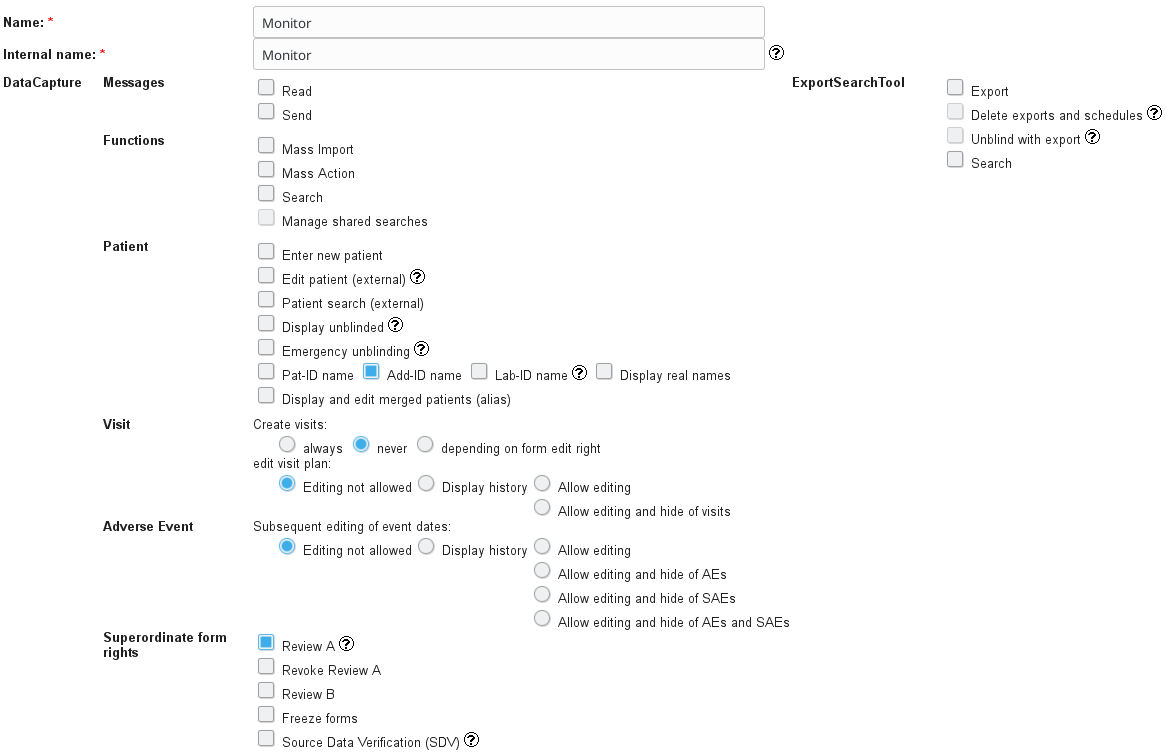 Name: *
Monitor
Internal name: *
Monitor
?
DataCapture
Messages
Read
Send
Functions
Mass Import
Mass Action
Search
Manage shared searches
Patient
Enter new patient
Edit patient (external) ?
Patient search (external)
Display unblinded ?
Emergency unblinding ?
Pat-ID name Add-ID name Lab-ID name ? Display real names
Display and edit merged patients (alias)
Visit
Create visits:
always never depending on form edit right
edit visit plan:
Editing not allowed Display history Allow editing
Allow editing and hide of visits
Adverse Event
Subsequent editing of event dates:
Editing not allowed Display history Allow editing
Allow editing and hide of AEs
Allow editing and hide of SAEs
Allow editing and hide of AEs and SAEs
Superordinate form
rights
Review A ?
Revoke Review A
Review B
Freeze forms
Source Data Verification (SDV) ?
ExportSearchTool
Export
Delete exports and schedules ?
Unblind with export ?
Search